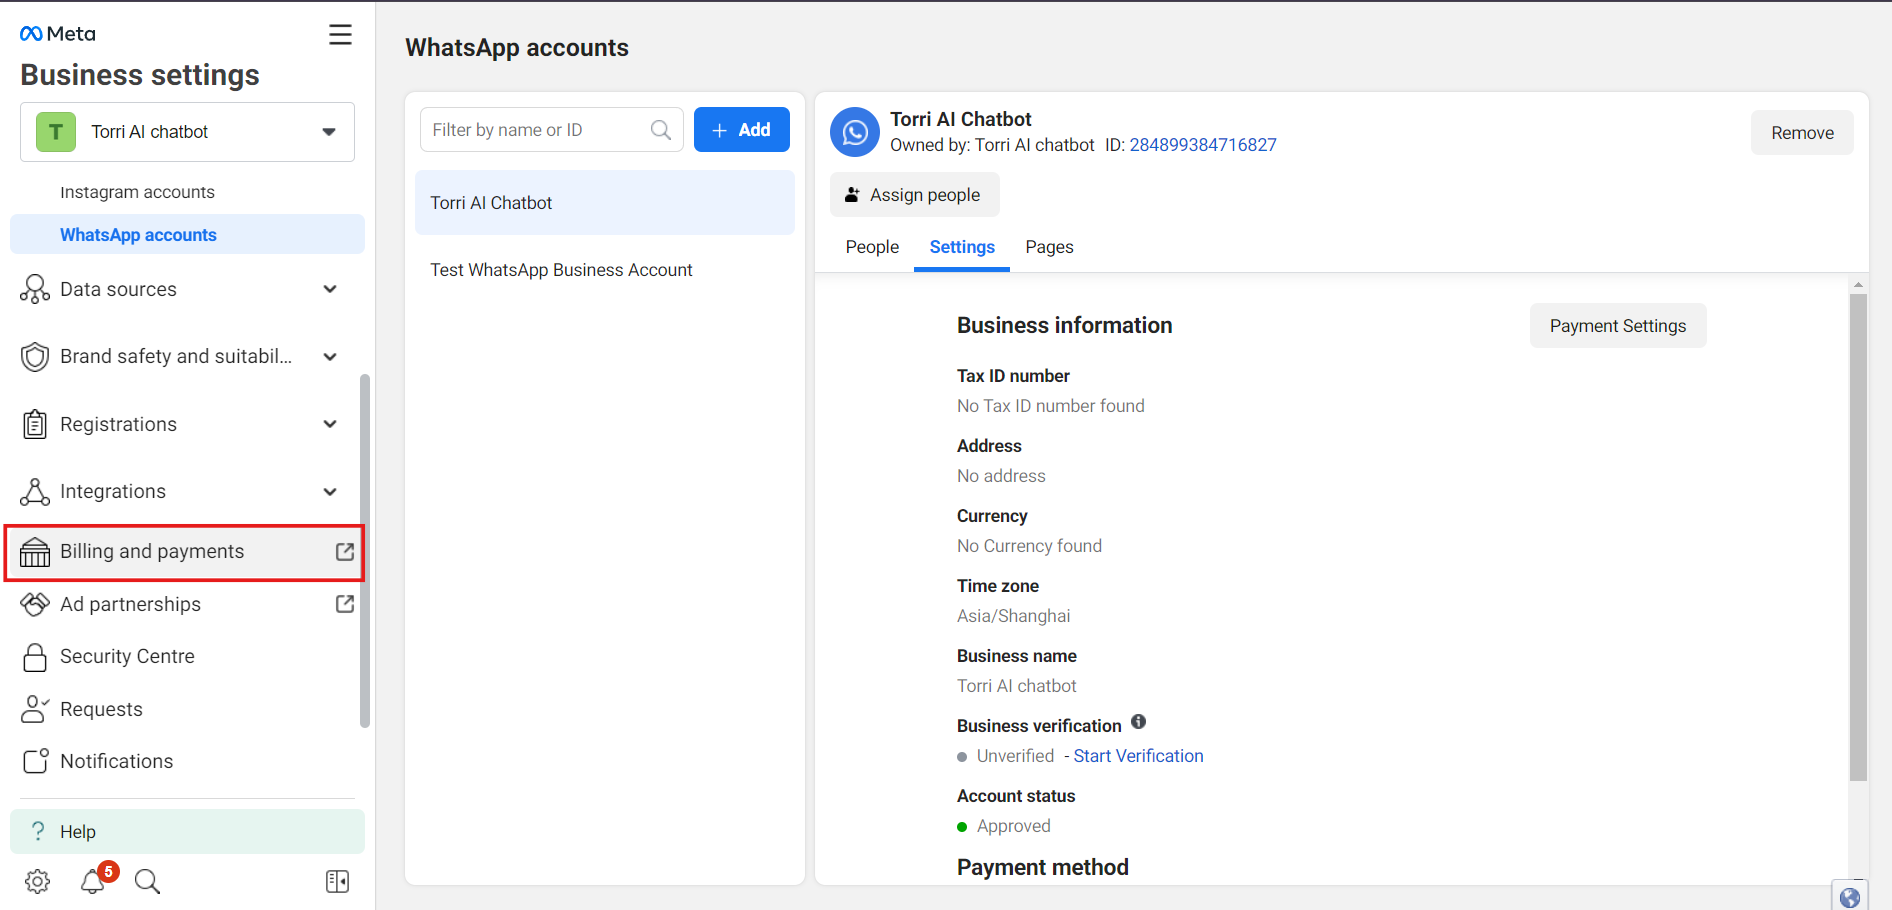 Meta
Business settings
T
Torri AI chatbot
Instagram accounts
WhatsApp accounts
Data sources
Brand safety and suitabil...
Registrations
Integrations
Billing and payments
Ad partnerships
Security Centre
Requests
Notifications
? Help
5
WhatsApp accounts
Filter by name or ID
+ Add
Torri AI Chatbot
Test WhatsApp Business Account
Torri AI Chatbot
Owned by: Torri AI chatbot ID: 284899384716827
Remove
Assign people
People Settings Pages
Business information
Payment Settings
Tax ID number
No Tax ID number found
Address
No address
Currency
No Currency found
Time zone
Asia/Shanghai
Business name
Torri AI chatbot
Business verification
Unverified - Start Verification
Account status
Approved
Payment method